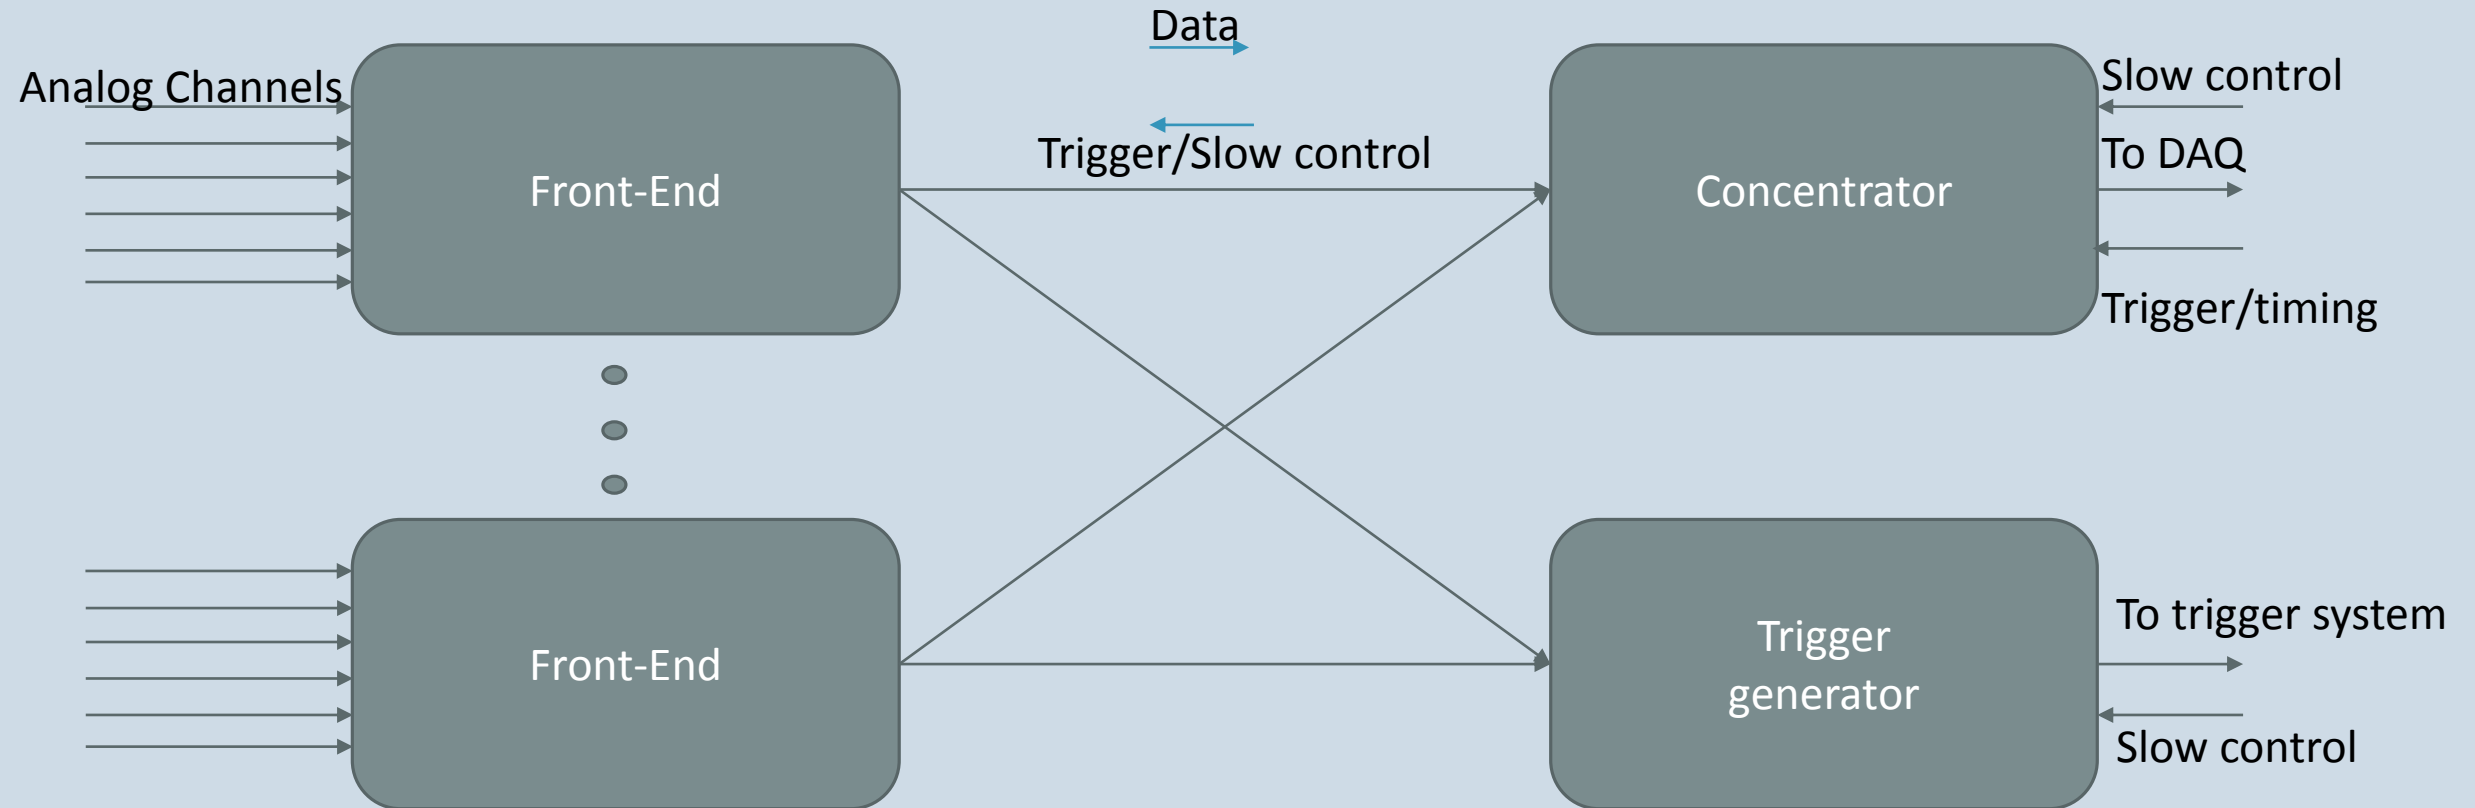 Data
Analog Channels
Slow control
Trigger/Slow control
To DAQ
Front-End
Concentrator
Trigger/timing
To trigger system
Front-End
Trigger
generator
Slow control